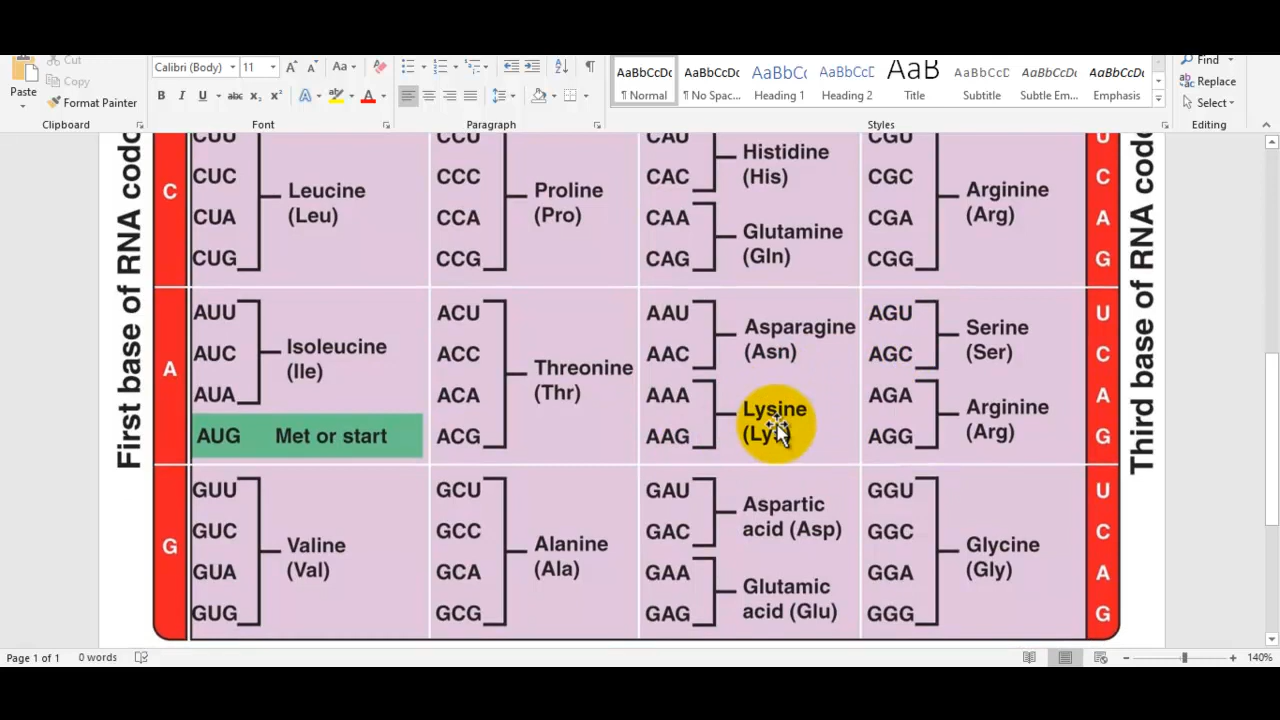 Cut
Find
Calibri (Body) 11 Aa
AaBbCcDc AaBbCcDc AaBbCc AaBbCcD AaB AaBbCcD AaBbCcDc AaBbCcDc
Copy
Replace
Paste
Format Painter
B I U abc x₂ x² A A
¶ Normal ¶ No Spac... Heading 1 Heading 2 Title Subtitle Subtle Em... Emphasis
Select
Clipboard Font Paragraph Styles Editing
First base of RNA codo
Third base of RNA codo
C
CUU
CUC
CUA
CUG
Leucine
(Leu)
CCU
CCC
CCA
CCG
Proline
(Pro)
CAU
CAC
Histidine
(His)
CAA
CAG
Glutamine
(Gln)
CGU
CGC
CGA
CGG
Arginine
(Arg)
U
C
A
G
A
AUU
AUC
AUA
Isoleucine
(Ile)
AUG Met or start
ACU
ACC
ACA
ACG
Threonine
(Thr)
AAU
AAC
Asparagine
(Asn)
AAA
AAG
Lysine
(Ly
AGU
AGC
Serine
(Ser)
AGA
AGG
Arginine
(Arg)
U
C
A
G
G
GUU
GUC
GUA
GUG
Valine
(Val)
GCU
GCC
GCA
GCG
Alanine
(Ala)
GAU
GAC
Aspartic
acid (Asp)
GAA
GAG
Glutamic
acid (Glu)
GGU
GGC
GGA
GGG
Glycine
(Gly)
U
C
A
G
Page 1 of 1 0 words 140%